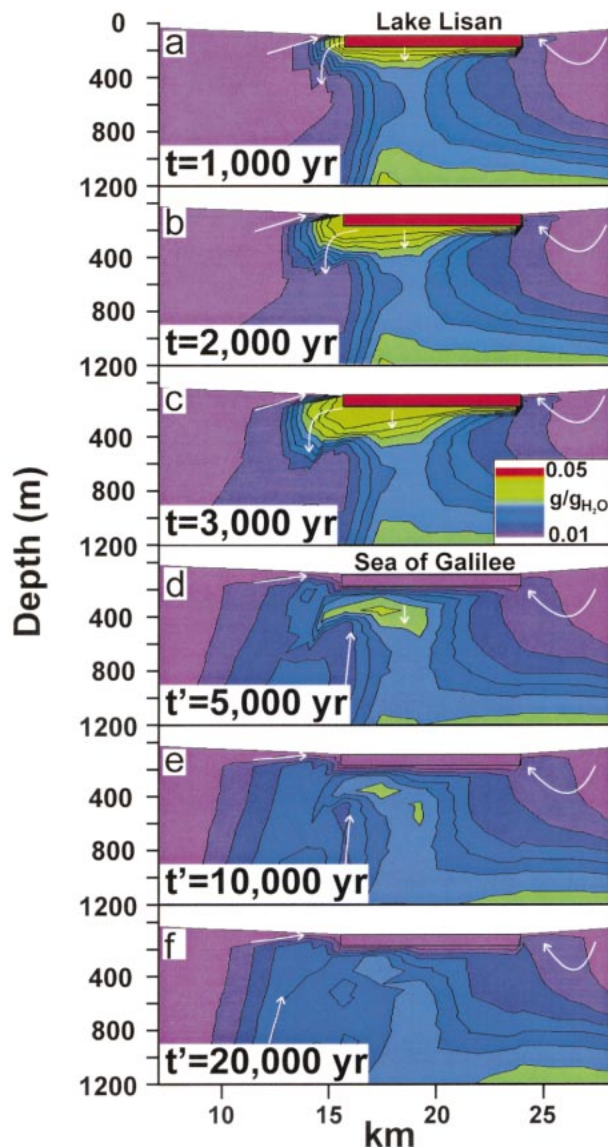 Lake Lisan
0
a
400
800
t=1,000 yr
1200
b
400
800
t=2,000 yr
1200
c
400
800
t=3,000 yr
1200
0.05
g/gH₂O
0.01
Depth (m)
Sea of Galilee
d
400
800
t'=5,000 yr
1200
e
400
800
t'=10,000 yr
1200
f
400
800
t'=20,000 yr
1200
10 15 20 25
km